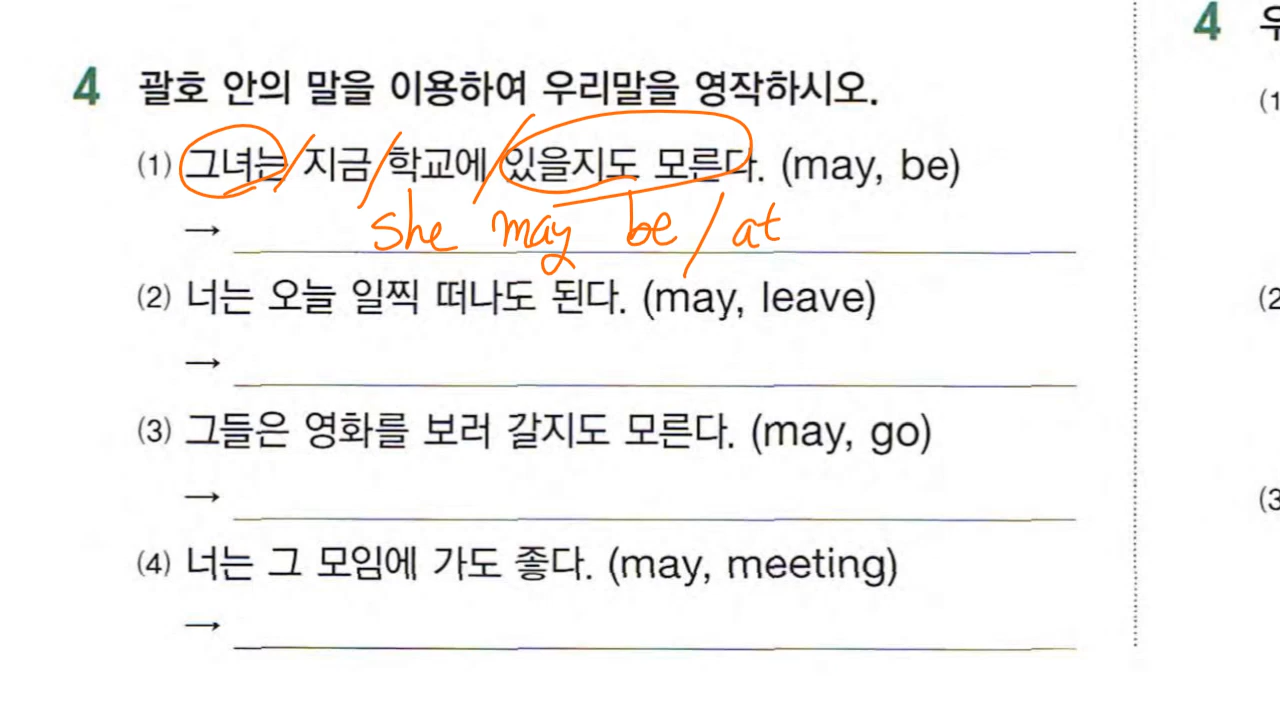 4 괄호 안의 말을 이용하여 우리말을 영작하시오.
(1) 그녀는 지금 학교에 있을지도 모른다. (may, be)
→ she may be / at
(2) 너는 오늘 일찍 떠나도 된다. (may, leave)
→
(3) 그들은 영화를 보러 갈지도 모른다. (may, go)
→
(4) 너는 그 모임에 가도 좋다. (may, meeting)
→
4
(1
(2
(3